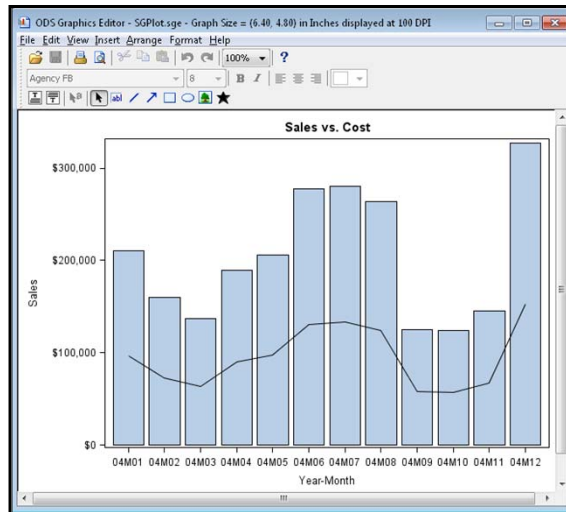 ODS Graphics Editor - SGPlot.sge - Graph Size = (6.40, 4.80) in Inches displayed at 100 DPI
File Edit View Insert Arrange Format Help
100%
Agency FB 8 B I
abl
Sales vs. Cost
$300,000
$200,000
$100,000
$0
Sales
04M01 04M02 04M03 04M04 04M05 04M06 04M07 04M08 04M09 04M10 04M11 04M12
Year-Month